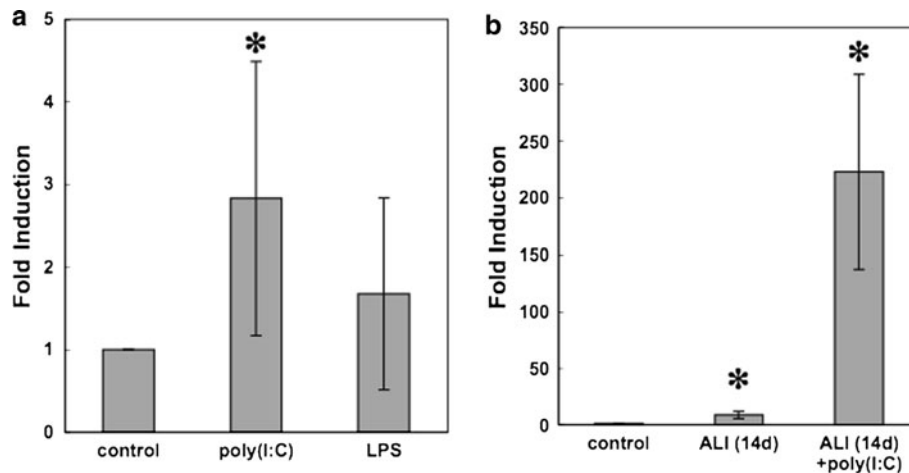 a
5
4
3
2
1
0
Fold Induction
*
control
poly(I:C)
LPS
b
350
300
250
200
150
100
50
0
Fold Induction
*
*
control
ALI (14d)
ALI (14d)
+poly(I:C)